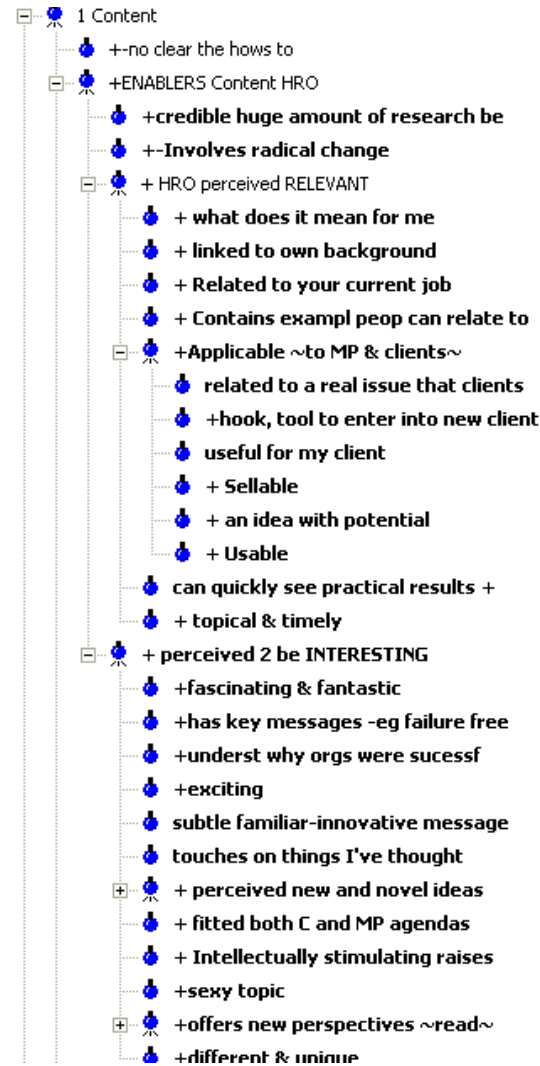 1 Content
+-no clear the hows to
+ENABLERS Content HRO
+credible huge amount of research be
+-Involves radical change
+ HRO perceived RELEVANT
+ what does it mean for me
+ linked to own background
+ Related to your current job
+ Contains exampl peop can relate to
+Applicable ~to MP & clients~
related to a real issue that clients
+hook, tool to enter into new client
useful for my client
+ Sellable
+ an idea with potential
+ Usable
can quickly see practical results +
+ topical & timely
+ perceived 2 be INTERESTING
+fascinating & fantastic
+has key messages -eg failure free
+underst why orgs were sucessf
+exciting
subtle familiar-innovative message
touches on things I've thought
+ perceived new and novel ideas
+ fitted both C and MP agendas
+ Intellectually stimulating raises
+sexy topic
+offers new perspectives ~read~
+different & unique